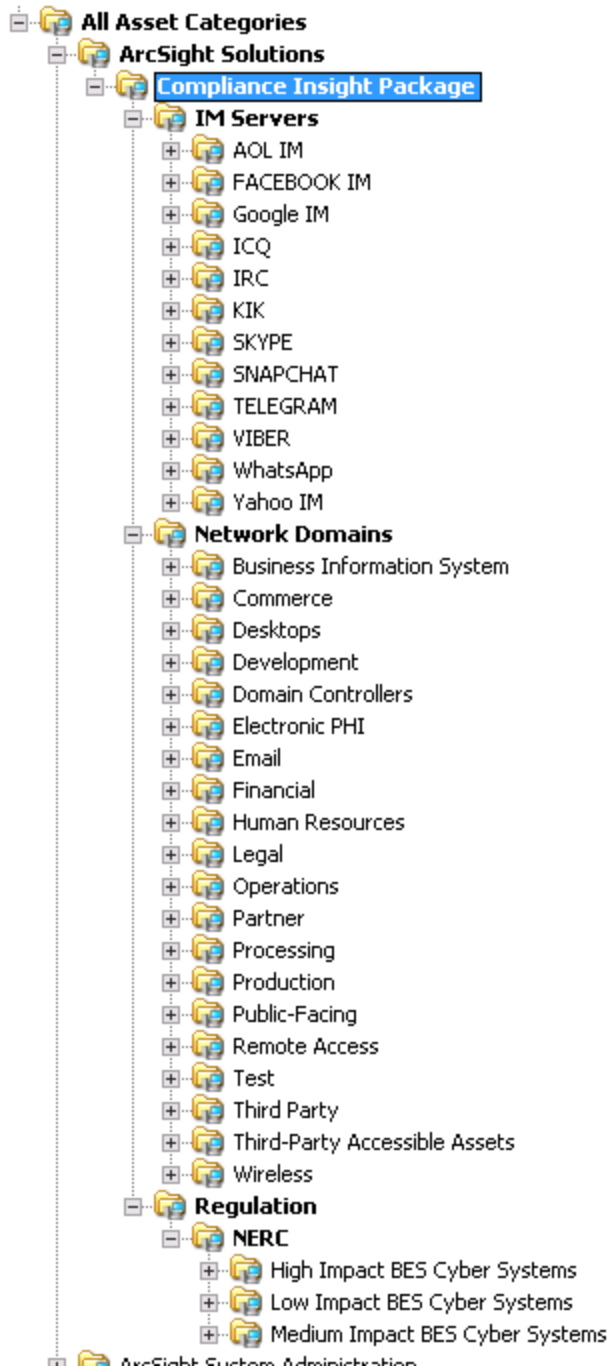 All Asset Categories
ArcSight Solutions
Compliance Insight Package
IM Servers
AOL IM
FACEBOOK IM
Google IM
ICQ
IRC
KIK
SKYPE
SNAPCHAT
TELEGRAM
VIBER
WhatsApp
Yahoo IM
Network Domains
Business Information System
Commerce
Desktops
Development
Domain Controllers
Electronic PHI
Email
Financial
Human Resources
Legal
Operations
Partner
Processing
Production
Public-Facing
Remote Access
Test
Third Party
Third-Party Accessible Assets
Wireless
Regulation
NERC
High Impact BES Cyber Systems
Low Impact BES Cyber Systems
Medium Impact BES Cyber Systems
ArcSight System Administration